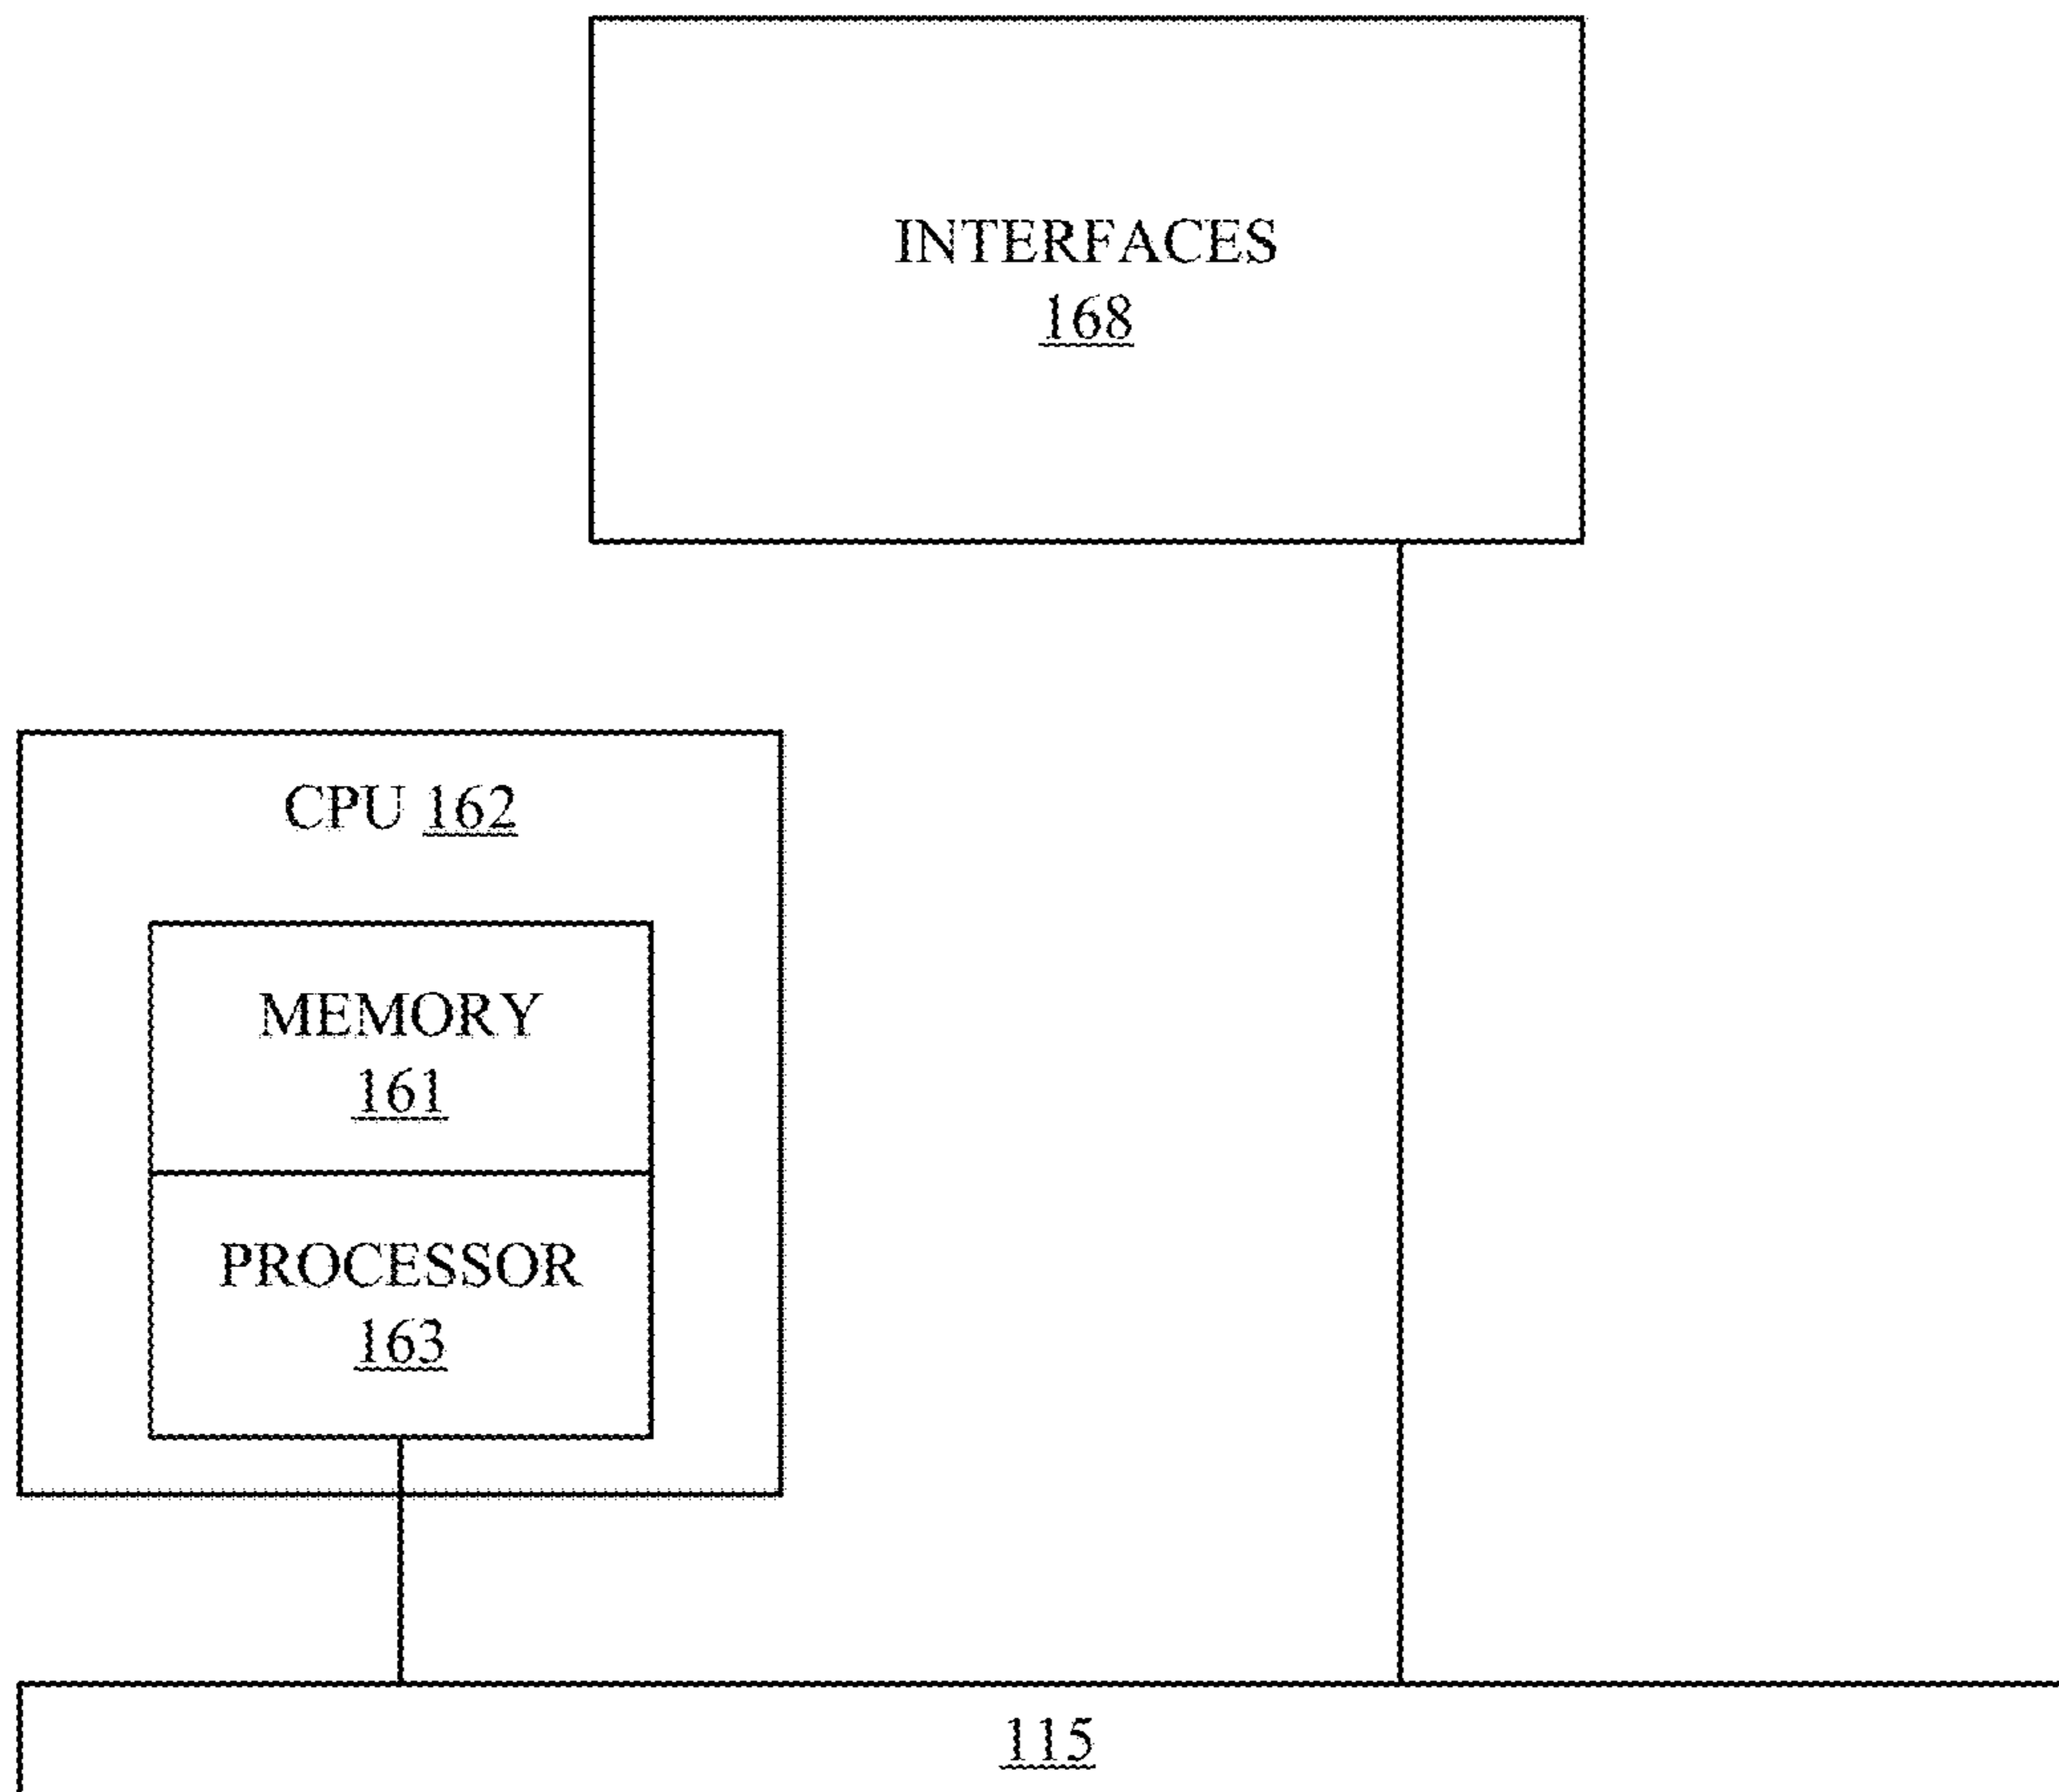 INTERFACES
168
CPU 162
MEMORY
161
PROCESSOR
163
115